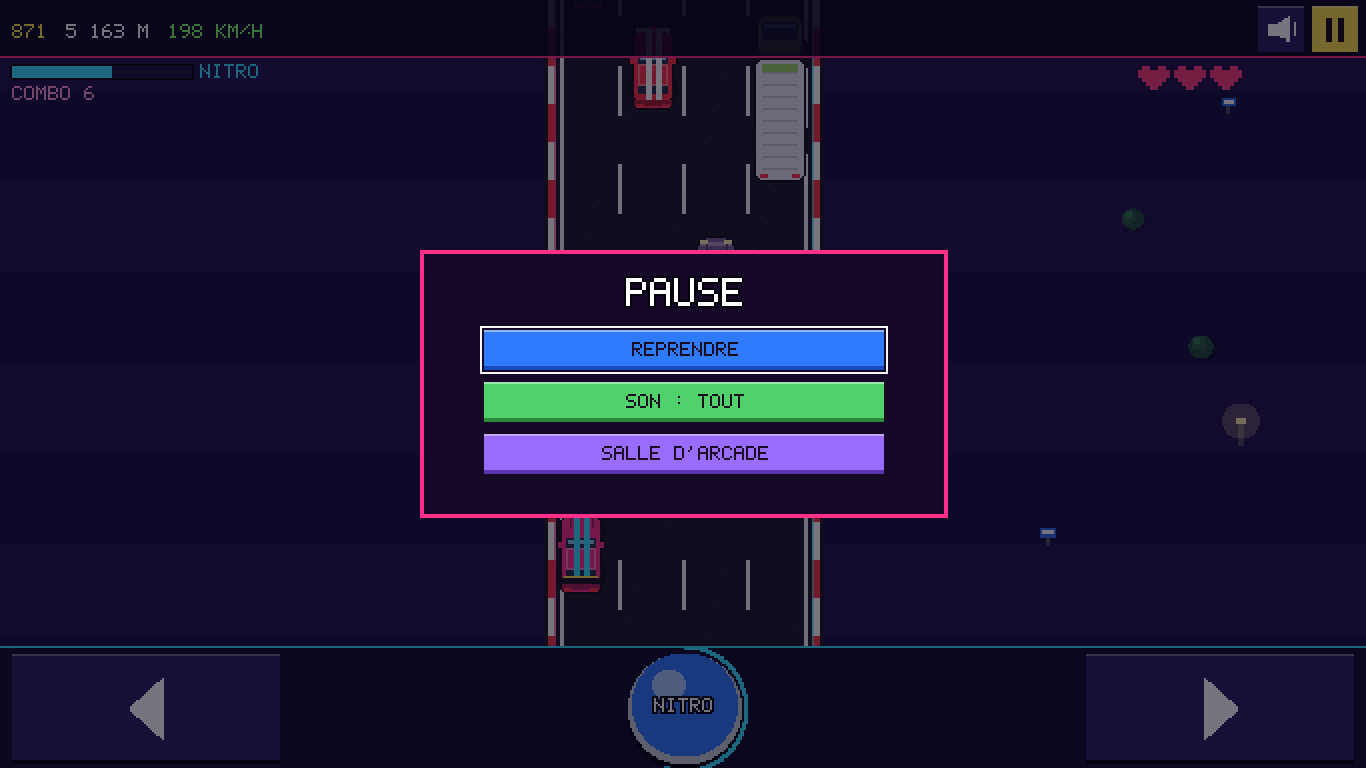 871 5 163 M 198 KM/H
NITRO
COMBO 6
PAUSE
REPRENDRE
SON : TOUT
SALLE D'ARCADE
NITRO